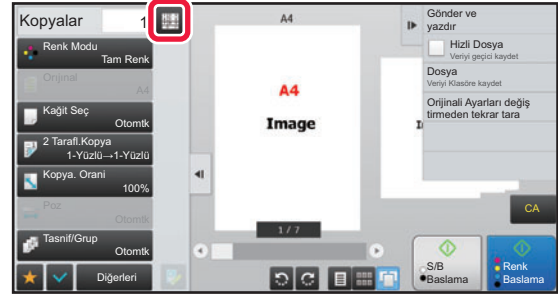 Kopyalar 1
Renk Modu
Tam Renk
Orijinal
A4
Kağit Seç
Otomtk
2 Tarafl.Kopya
1-Yüzlü→1-Yüzlü
Kopya. Orani
100%
Poz
Otomtk
Tasnif/Grup
Otomtk
Diğerleri
A4
A4
Image
1 / 7
Gönder ve
yazdır
Hizli Dosya
Veriyi geçici kaydet
Dosya
Veriyi Klasöre kaydet
Orijinali Ayarları değiş
tirmeden tekrar tara
CA
S/B
Baslama
Renk
Baslama